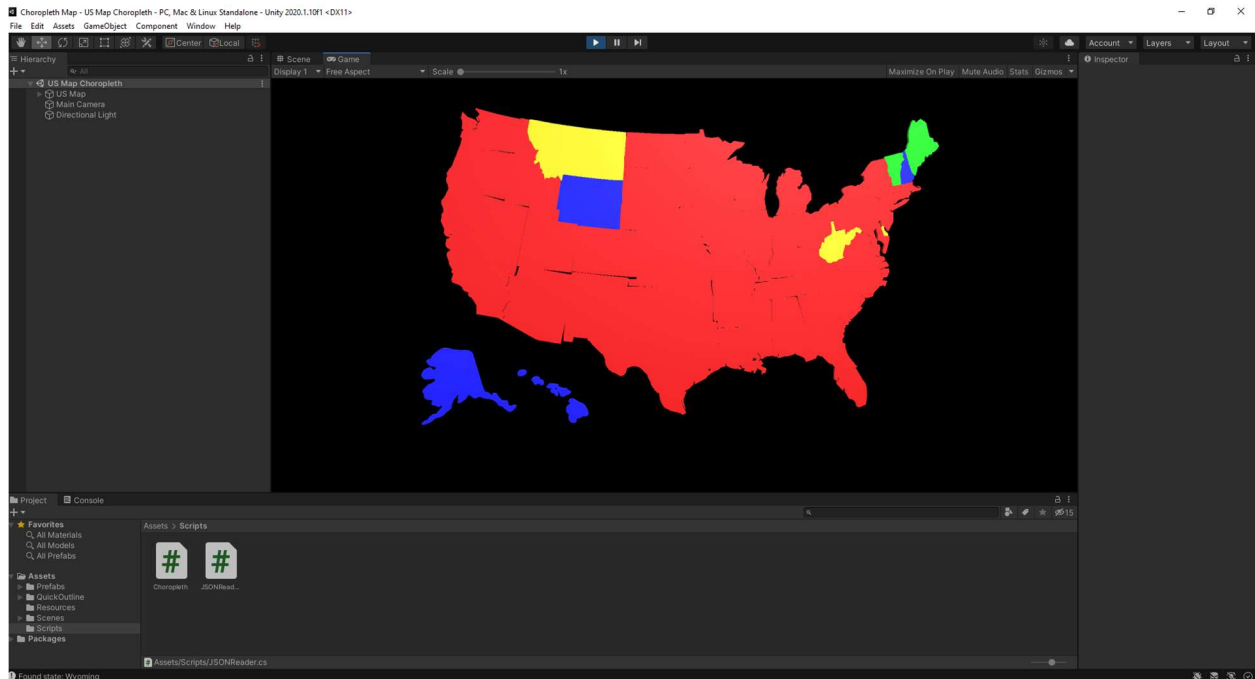 Choropleth Map - US Map Choropleth - PC, Mac & Linux Standalone - Unity 2020.1.10f1 <DX11>
File Edit Assets GameObject Component Window Help
Center Local
Account Layers Layout
Hierarchy
Scene Game
Inspector
All
Display 1 Free Aspect Scale 1x Maximize On Play Mute Audio Stats Gizmos
US Map Choropleth
US Map
Main Camera
Directional Light
Project Console
15
Favorites
All Materials
All Models
All Prefabs
Assets
Prefabs
QuickOutline
Resources
Scenes
Scripts
Packages
Assets > Scripts
# #
Choropleth JSONRead...
Assets/Scripts/JSONReader.cs
Found state: Wyoming